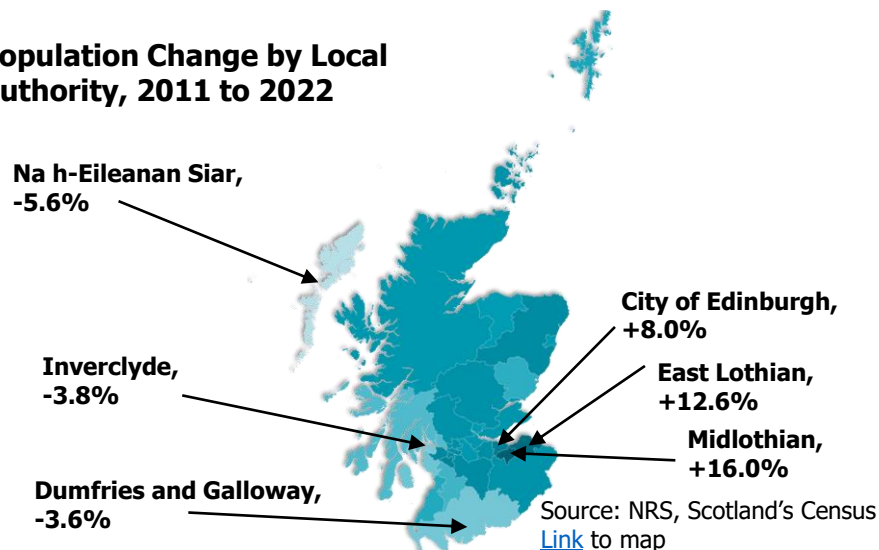 opulation Change by Local
uthority, 2011 to 2022
Na h-Eileanan Siar,
-5.6%
City of Edinburgh,
+8.0%
Inverclyde,
-3.8%
East Lothian,
+12.6%
Midlothian,
+16.0%
Dumfries and Galloway,
-3.6%
Source: NRS, Scotland's Census
Link to map